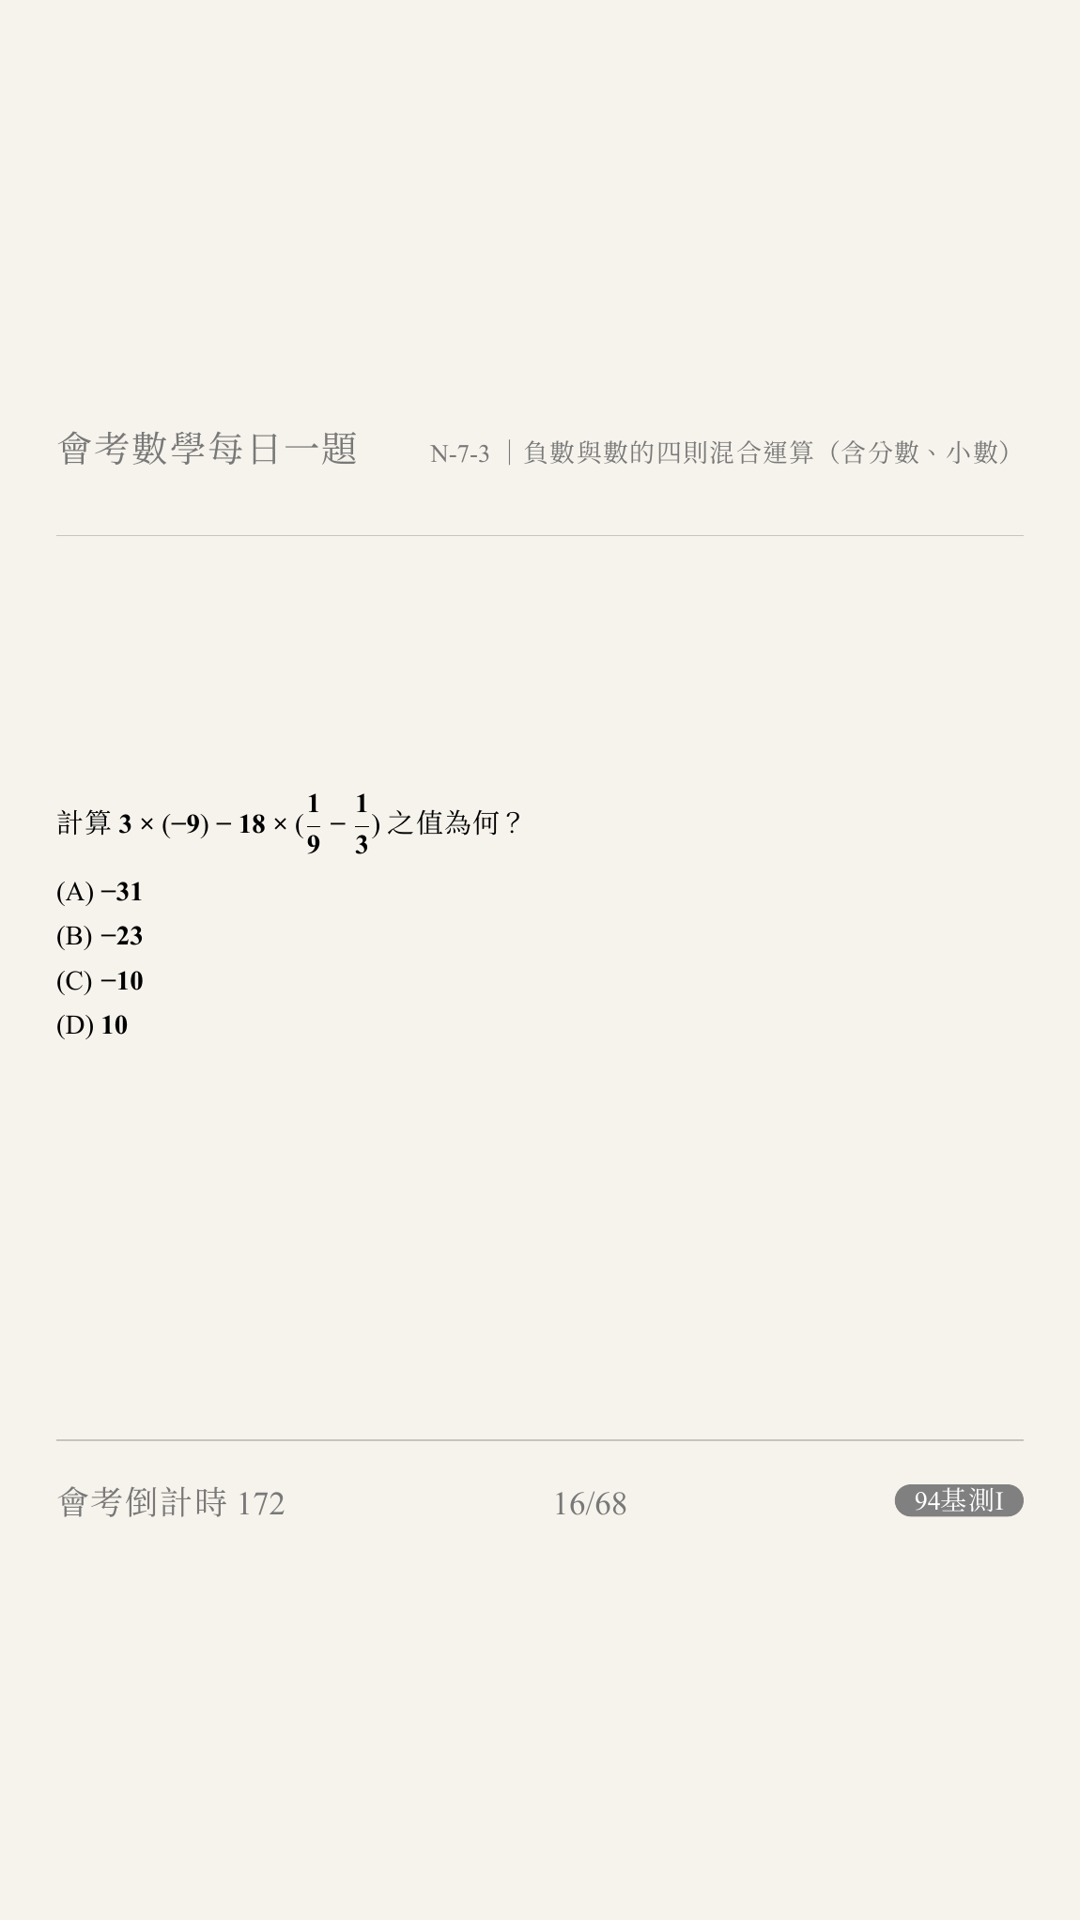 會考數學每日一題
N-7-3｜負數與數的四則混合運算（含分數、小數）
計算 3 × (−9) − 18 × (1/9 − 1/3) 之值為何？
(A) −31
(B) −23
(C) −10
(D) 10
會考倒計時 172
16/68
94基測I